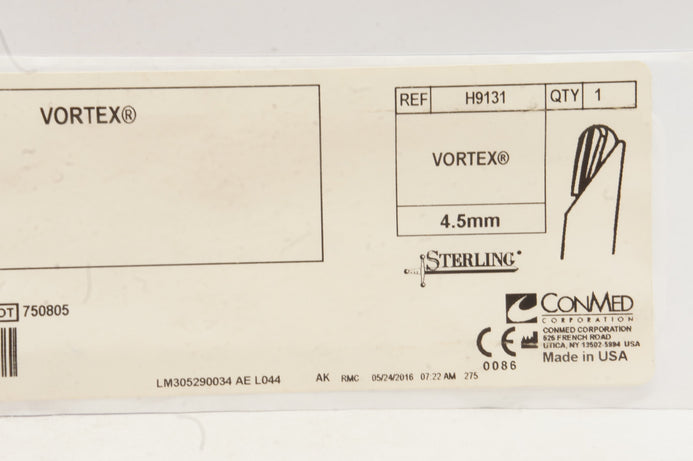 VORTEX®
REF H9131 QTY 1
VORTEX®
4.5mm
STERLING
CONMED
CORPORATION
CONMED CORPORATION
525 FRENCH ROAD
UTICA, NY 13502-5994 USA
Made in USA
CE
0086
750805
LM305290034 AE L044 AK RMC 05/24/2016 07:22 AM 275